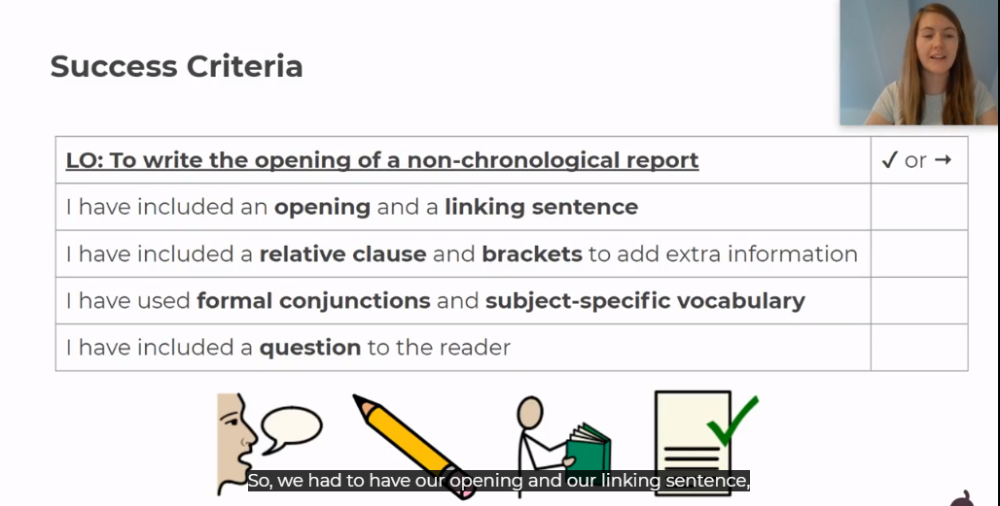 Success Criteria
LO: To write the opening of a non-chronological report ✓ or →
I have included an opening and a linking sentence
I have included a relative clause and brackets to add extra information
I have used formal conjunctions and subject-specific vocabulary
I have included a question to the reader
So, we had to have our opening and our linking sentence,